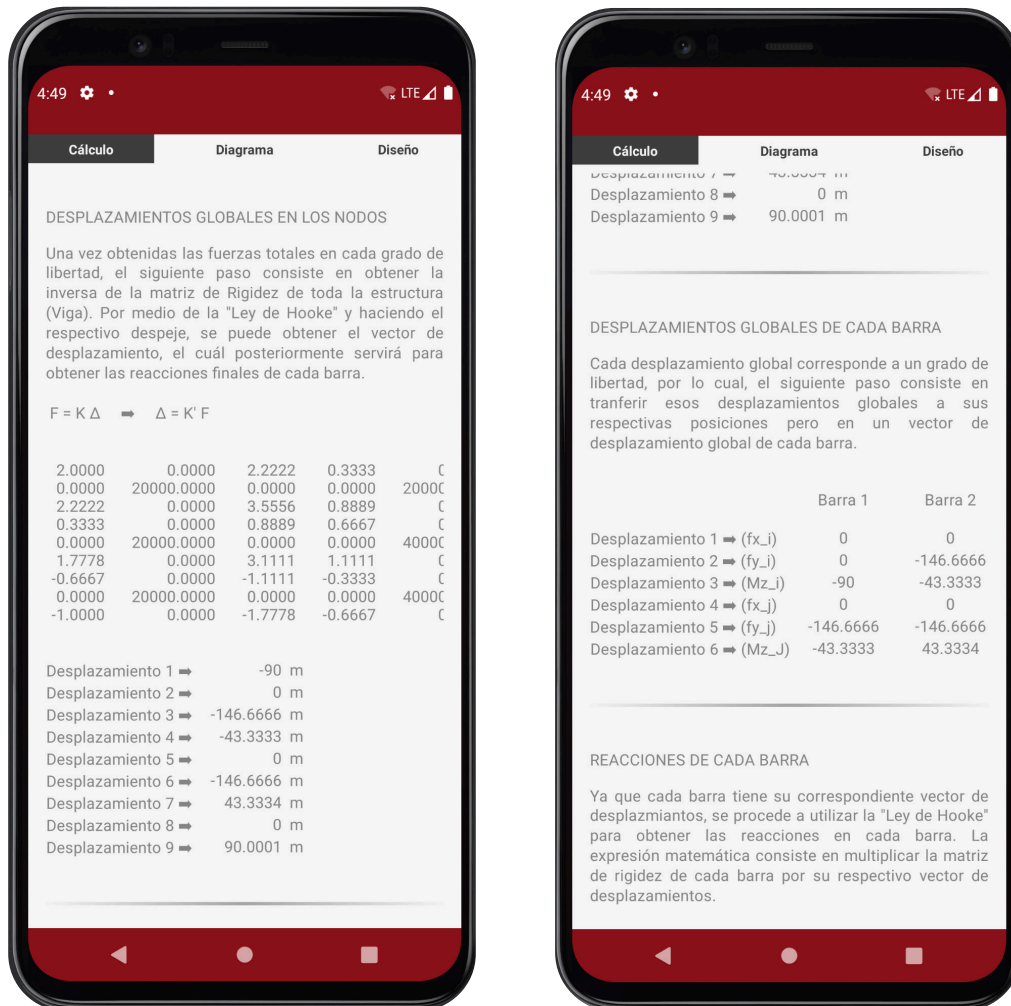 4:49
LTE
Cálculo Diagrama Diseño
DESPLAZAMIENTOS GLOBALES EN LOS NODOS
Una vez obtenidas las fuerzas totales en cada grado de
libertad, el siguiente paso consiste en obtener la
inversa de la matriz de Rigidez de toda la estructura
(Viga). Por medio de la "Ley de Hooke" y haciendo el
respectivo despeje, se puede obtener el vector de
desplazamiento, el cuál posteriormente servirá para
obtener las reacciones finales de cada barra.
F = K Δ ➡ Δ = K' F
2.0000 0.0000 2.2222 0.3333
0.0000 20000.0000 0.0000 0.0000 2000
2.2222 0.0000 3.5556 0.8889
0.3333 0.0000 0.8889 0.6667
0.0000 20000.0000 0.0000 0.0000 4000
1.7778 0.0000 3.1111 1.1111
-0.6667 0.0000 -1.1111 -0.3333
0.0000 20000.0000 0.0000 0.0000 4000
-1.0000 0.0000 -1.7778 -0.6667
Desplazamiento 1 ➡ -90 m
Desplazamiento 2 ➡ 0 m
Desplazamiento 3 ➡ -146.6666 m
Desplazamiento 4 ➡ -43.3333 m
Desplazamiento 5 ➡ 0 m
Desplazamiento 6 ➡ -146.6666 m
Desplazamiento 7 ➡ 43.3334 m
Desplazamiento 8 ➡ 0 m
Desplazamiento 9 ➡ 90.0001 m
4:49
LTE
Cálculo Diagrama Diseño
Desplazamiento 7 ➡ 43.3334 m
Desplazamiento 8 ➡ 0 m
Desplazamiento 9 ➡ 90.0001 m
DESPLAZAMIENTOS GLOBALES DE CADA BARRA
Cada desplazamiento global corresponde a un grado de
libertad, por lo cual, el siguiente paso consiste en
tranferir esos desplazamientos globales a sus
respectivas posiciones pero en un vector de
desplazamiento global de cada barra.
Barra 1 Barra 2
Desplazamiento 1 ➡ (fx_i) 0 0
Desplazamiento 2 ➡ (fy_i) 0 -146.6666
Desplazamiento 3 ➡ (Mz_i) -90 -43.3333
Desplazamiento 4 ➡ (fx_j) 0 0
Desplazamiento 5 ➡ (fy_j) -146.6666 -146.6666
Desplazamiento 6 ➡ (Mz_J) -43.3333 43.3334
REACCIONES DE CADA BARRA
Ya que cada barra tiene su correspondiente vector de
desplazmiantos, se procede a utilizar la "Ley de Hooke"
para obtener las reacciones en cada barra. La
expresión matemática consiste en multiplicar la matriz
de rigidez de cada barra por su respectivo vector de
desplazamientos.